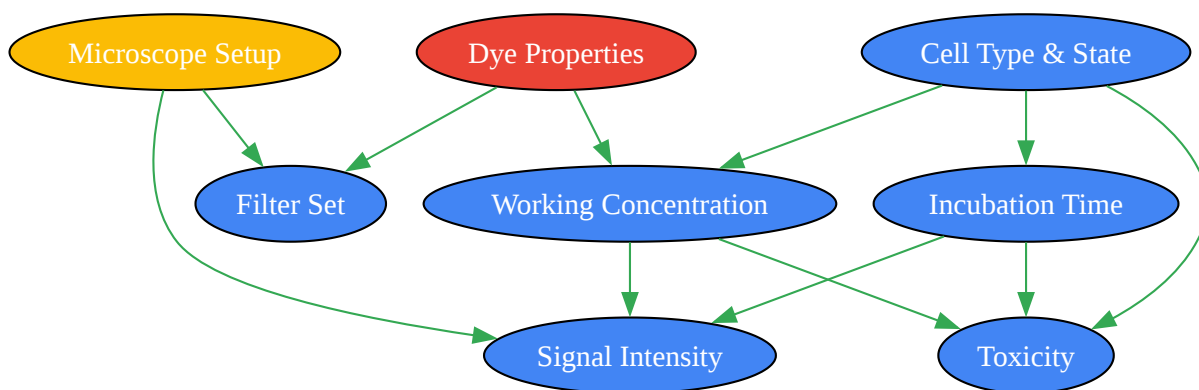 Microscope Setup
Dye Properties
Cell Type & State
Filter Set
Working Concentration
Incubation Time
Signal Intensity
Toxicity